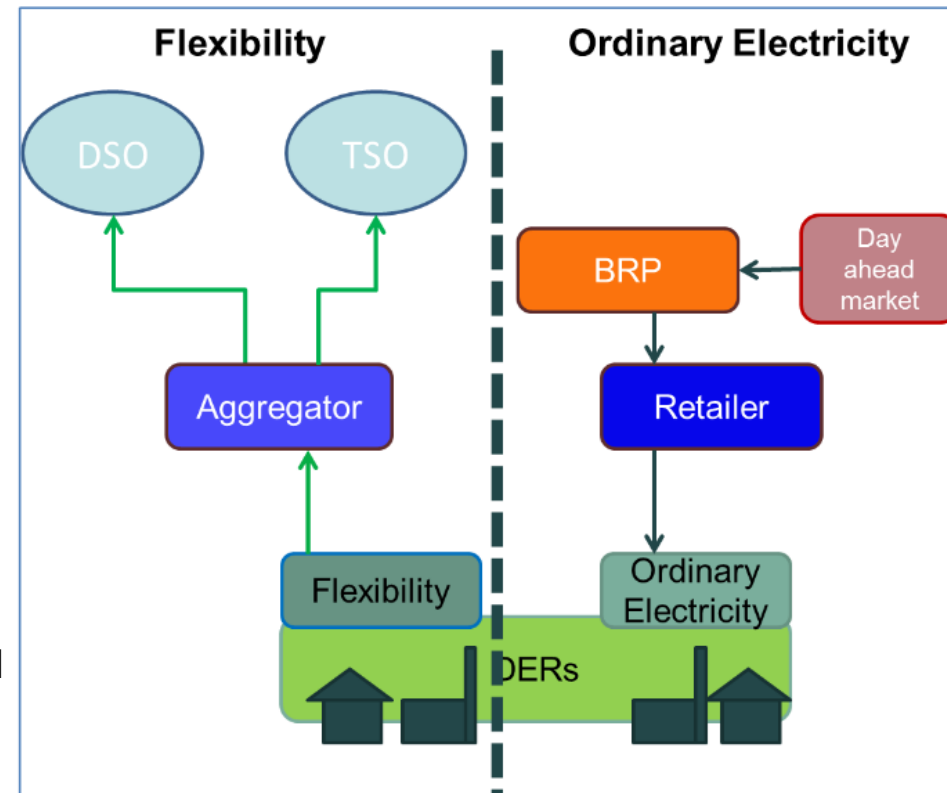 Flexibility
Ordinary Electricity
DSO
TSO
BRP
Day
ahead
market
Aggregator
Retailer
Flexibility
Ordinary
Electricity
DERs